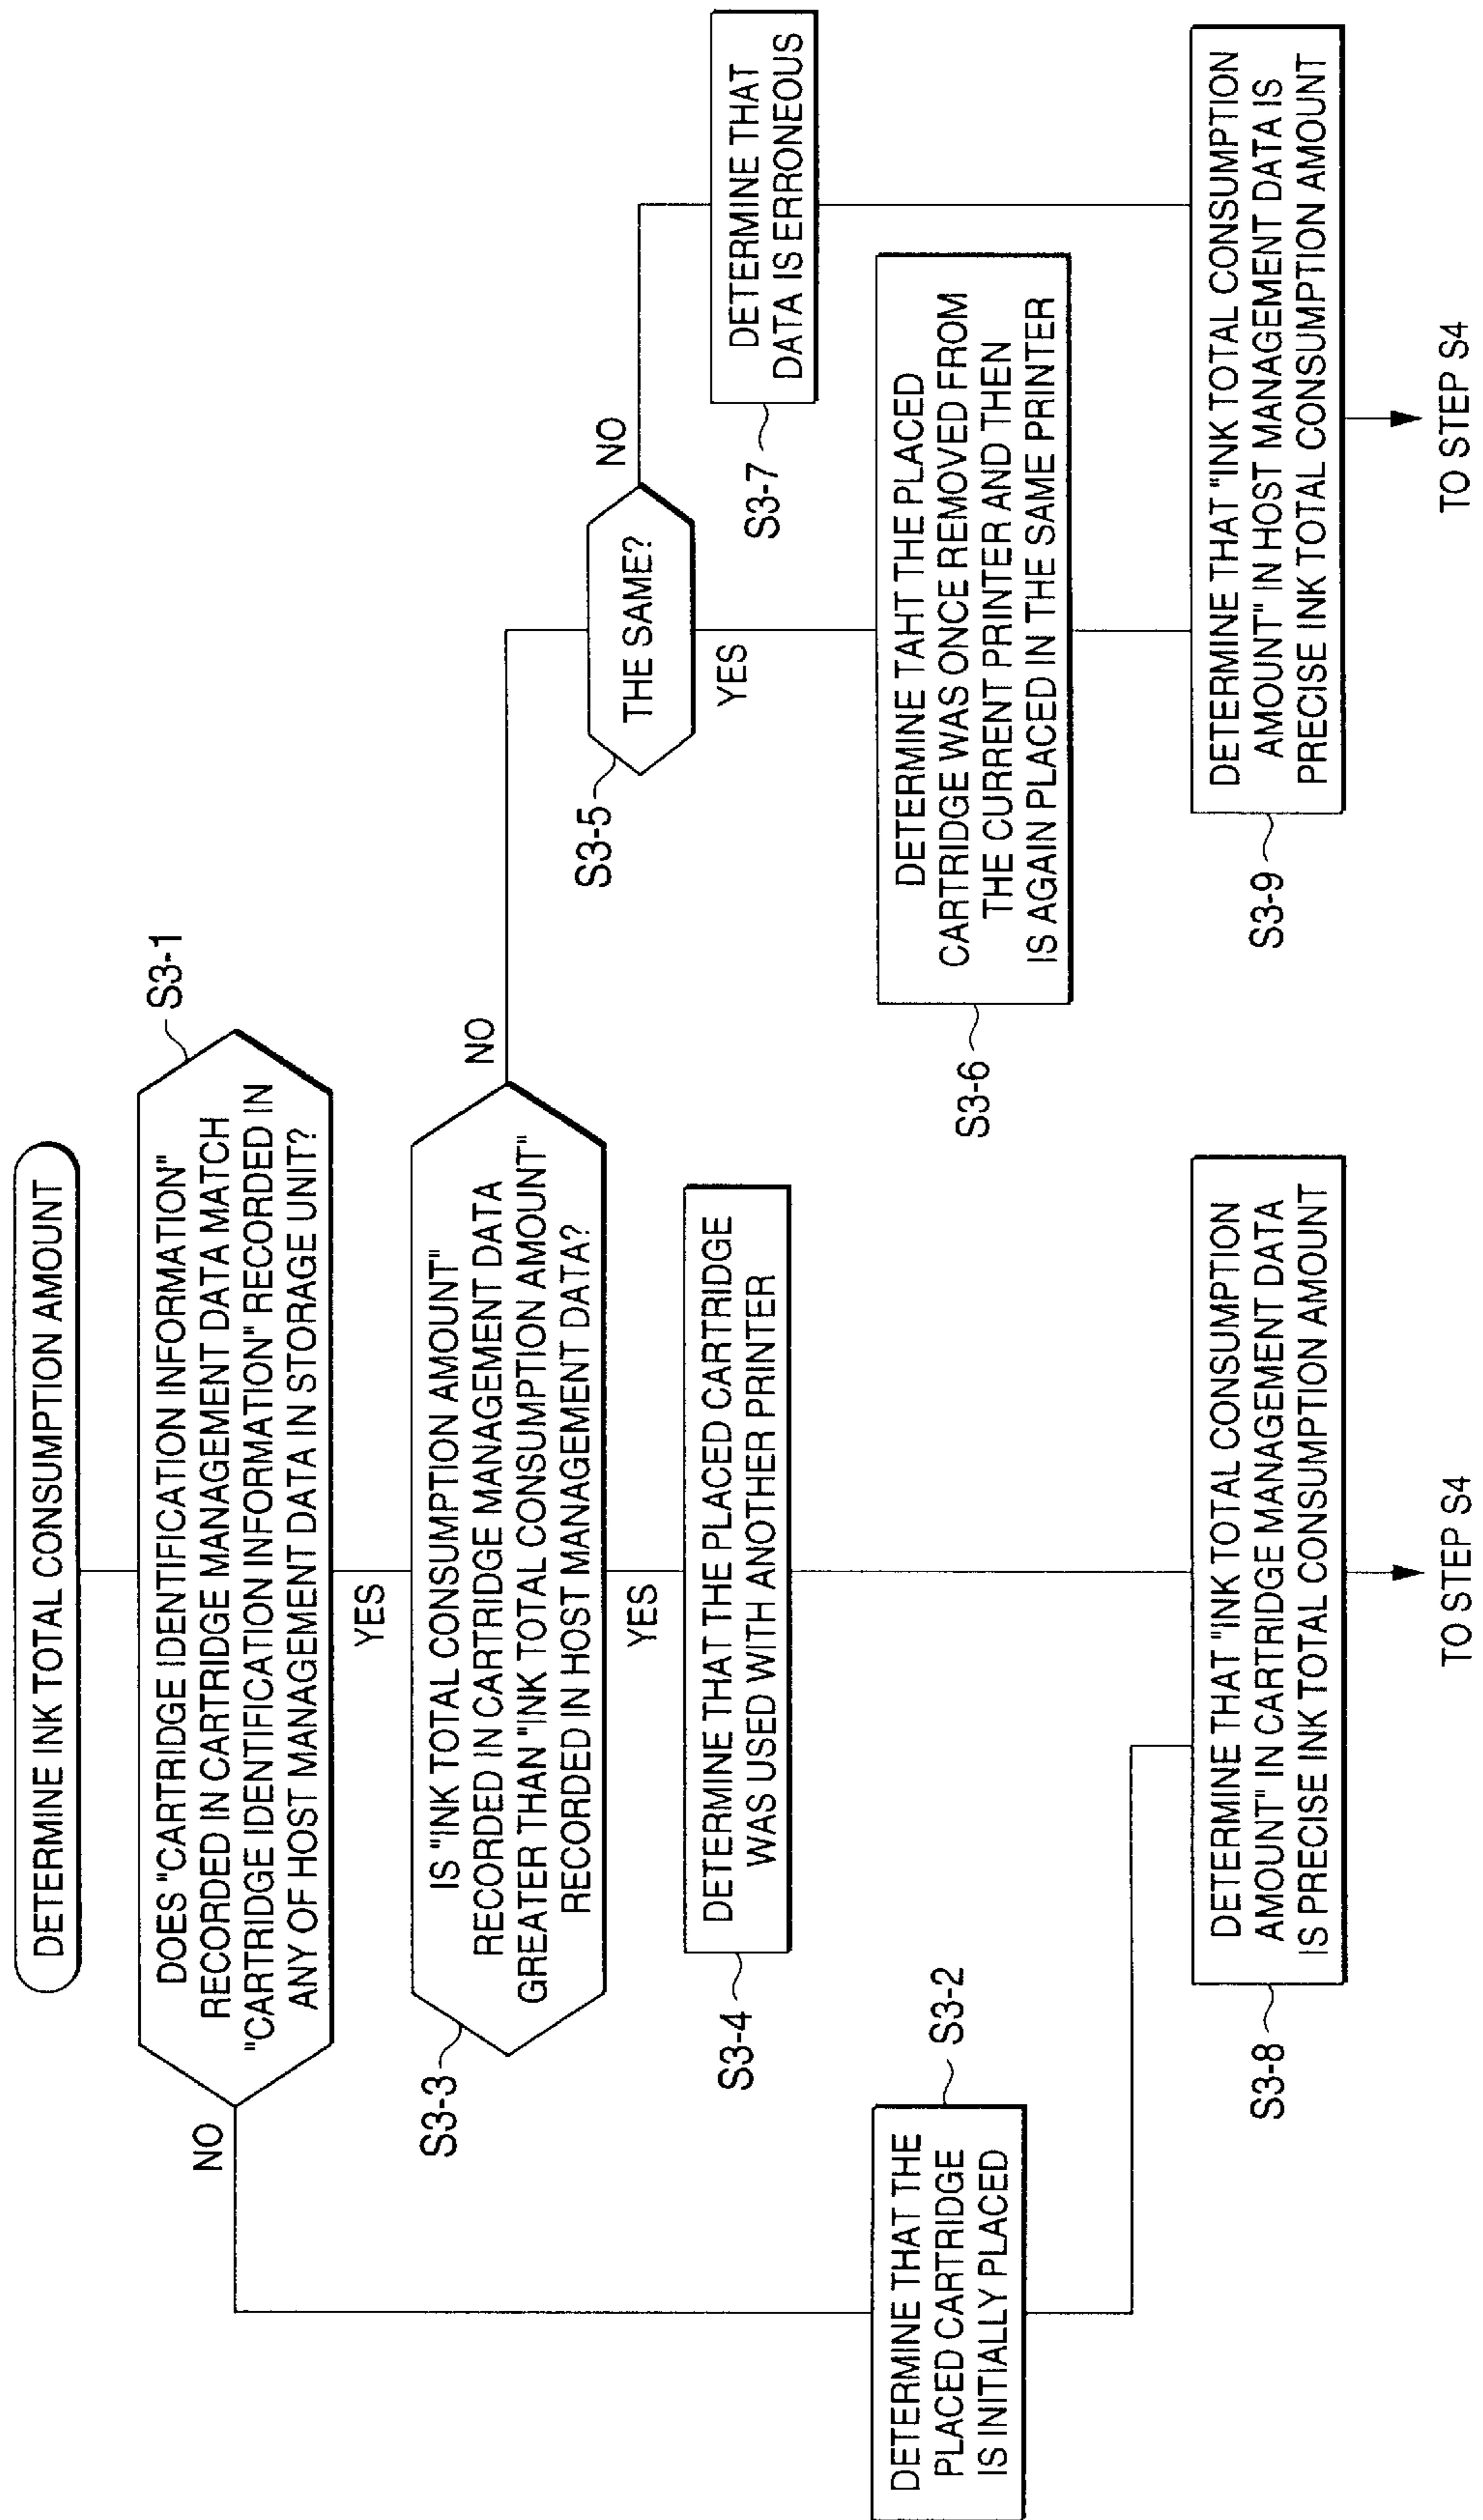 DETERMINE INK TOTAL CONSUMPTION AMOUNT
S3-1
DOES "CARTRIDGE IDENTIFICATION INFORMATION"
RECORDED IN CARTRIDGE MANAGEMENT DATA MATCH
"CARTRIDGE IDENTIFICATION INFORMATION" RECORDED IN
ANY OF HOST MANAGEMENT DATA IN STORAGE UNIT?
NO
YES
S3-3
IS "INK TOTAL CONSUMPTION AMOUNT"
RECORDED IN CARTRIDGE MANAGEMENT DATA
GREATER THAN "INK TOTAL CONSUMPTION AMOUNT"
RECORDED IN HOST MANAGEMENT DATA?
NO
YES
S3-5
THE SAME?
NO
YES
S3-4
DETERMINE THAT THE PLACED CARTRIDGE
WAS USED WITH ANOTHER PRINTER
S3-7
DETERMINE THAT
DATA IS ERRONEOUS
S3-2
DETERMINE THAT THE
PLACED CARTRIDGE
IS INITIALLY PLACED
S3-6
DETERMINE TAHT THE PLACED
CARTRIDGE WAS ONCE REMOVED FROM
THE CURRENT PRINTER AND THEN
IS AGAIN PLACED IN THE SAME PRINTER
S3-8
DETERMINE THAT "INK TOTAL CONSUMPTION
AMOUNT" IN CARTRIDGE MANAGEMENT DATA
IS PRECISE INK TOTAL CONSUMPTION AMOUNT
S3-9
DETERMINE THAT "INK TOTAL CONSUMPTION
AMOUNT" IN HOST MANAGEMENT DATA IS
PRECISE INK TOTAL CONSUMPTION AMOUNT
TO STEP S4
TO STEP S4